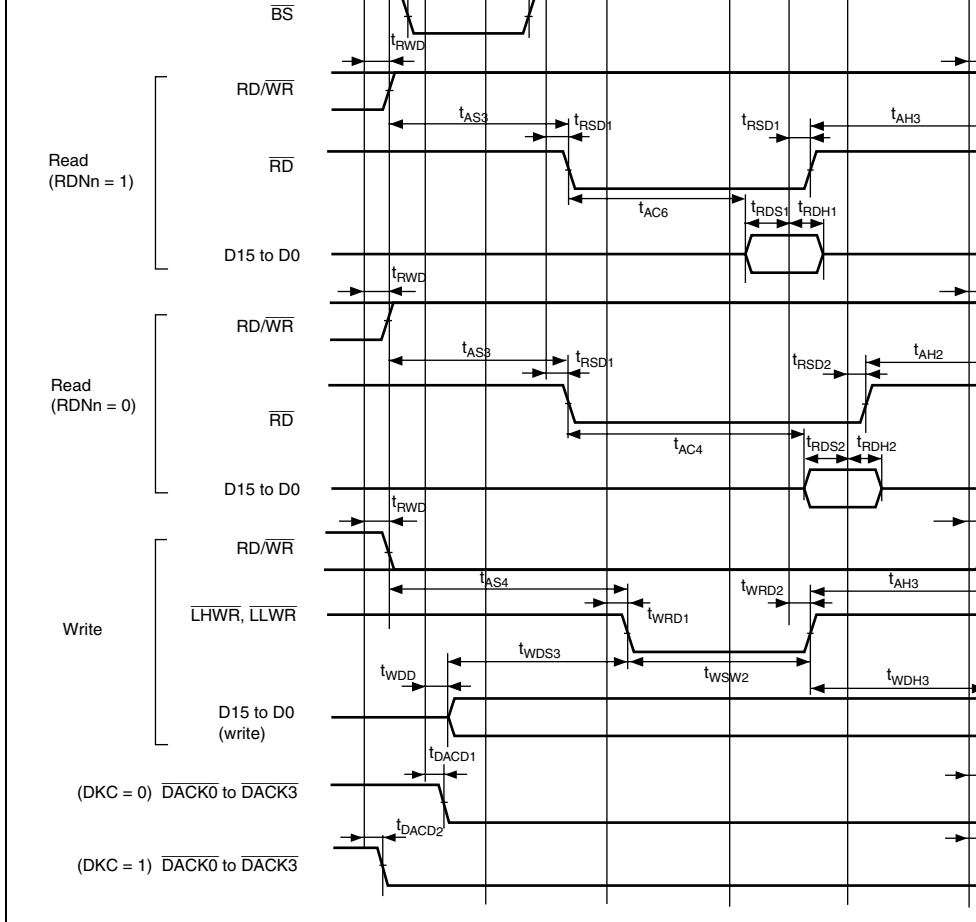 BS
tRWD
RD/WR
tAS3
tRSD1
tRSD1
tAH3
Read
(RDNn = 1)
RD
tAC6
tRDS1
tRDH1
D15 to D0
tRWD
RD/WR
tAS3
tRSD1
tRSD2
tAH2
Read
(RDNn = 0)
RD
tAC4
tRDS2
tRDH2
D15 to D0
tRWD
RD/WR
tAS4
tWRD2
tAH3
LHWR, LLWR
tWRD1
Write
tWDS3
tWDD
tWSW2
tWDH3
D15 to D0
(write)
tDACD1
(DKC = 0) DACK0 to DACK3
tDACD2
(DKC = 1) DACK0 to DACK3